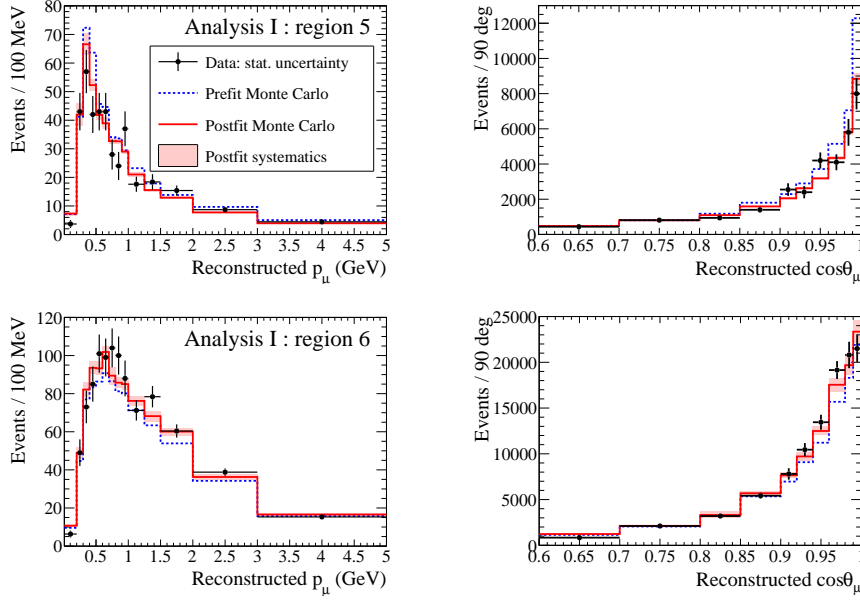 Analysis I : region 5
Events / 100 MeV
80
70
60
50
40
30
20
10
0
Data: stat. uncertainty
Prefit Monte Carlo
Postfit Monte Carlo
Postfit systematics
0.5 1 1.5 2 2.5 3 3.5 4 4.5 5
Reconstructed pμ (GeV)
Events / 90 deg
12000
10000
8000
6000
4000
2000
0
0.6 0.65 0.7 0.75 0.8 0.85 0.9 0.95 1
Reconstructed cosθμ
Analysis I : region 6
Events / 100 MeV
120
100
80
60
40
20
0
0.5 1 1.5 2 2.5 3 3.5 4 4.5 5
Reconstructed pμ (GeV)
Events / 90 deg
25000
20000
15000
10000
5000
0
0.6 0.65 0.7 0.75 0.8 0.85 0.9 0.95 1
Reconstructed cosθμ